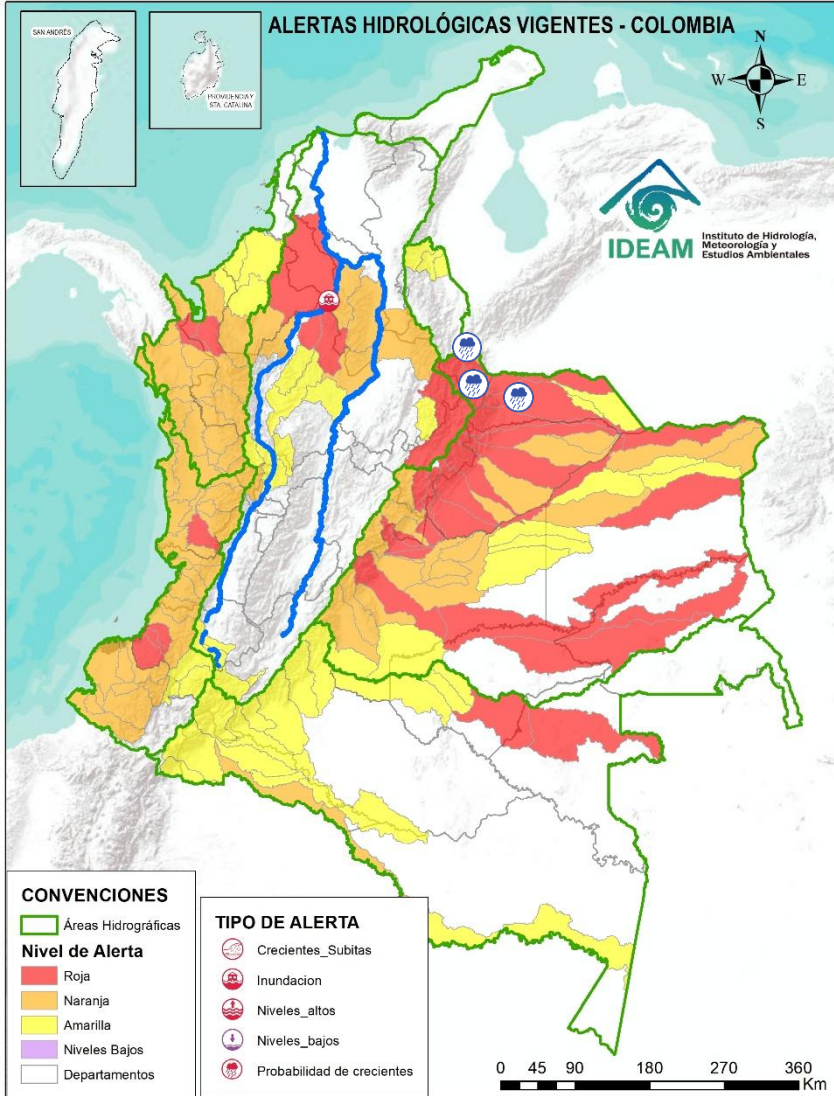 ALERTAS HIDROLÓGICAS VIGENTES - COLOMBIA
SAN ANDRÉS
PROVIDENCIA Y
STA. CATALINA
N
W
E
S
IDEAM
Instituto de Hidrología,
Meteorología y
Estudios Ambientales
CONVENCIONES
Áreas Hidrográficas
Nivel de Alerta
Roja
Naranja
Amarilla
Niveles Bajos
Departamentos
TIPO DE ALERTA
Crecientes_Subitas
Inundacion
Niveles_altos
Niveles_bajos
Probabilidad de crecientes
0 45 90 180 270 360
Km